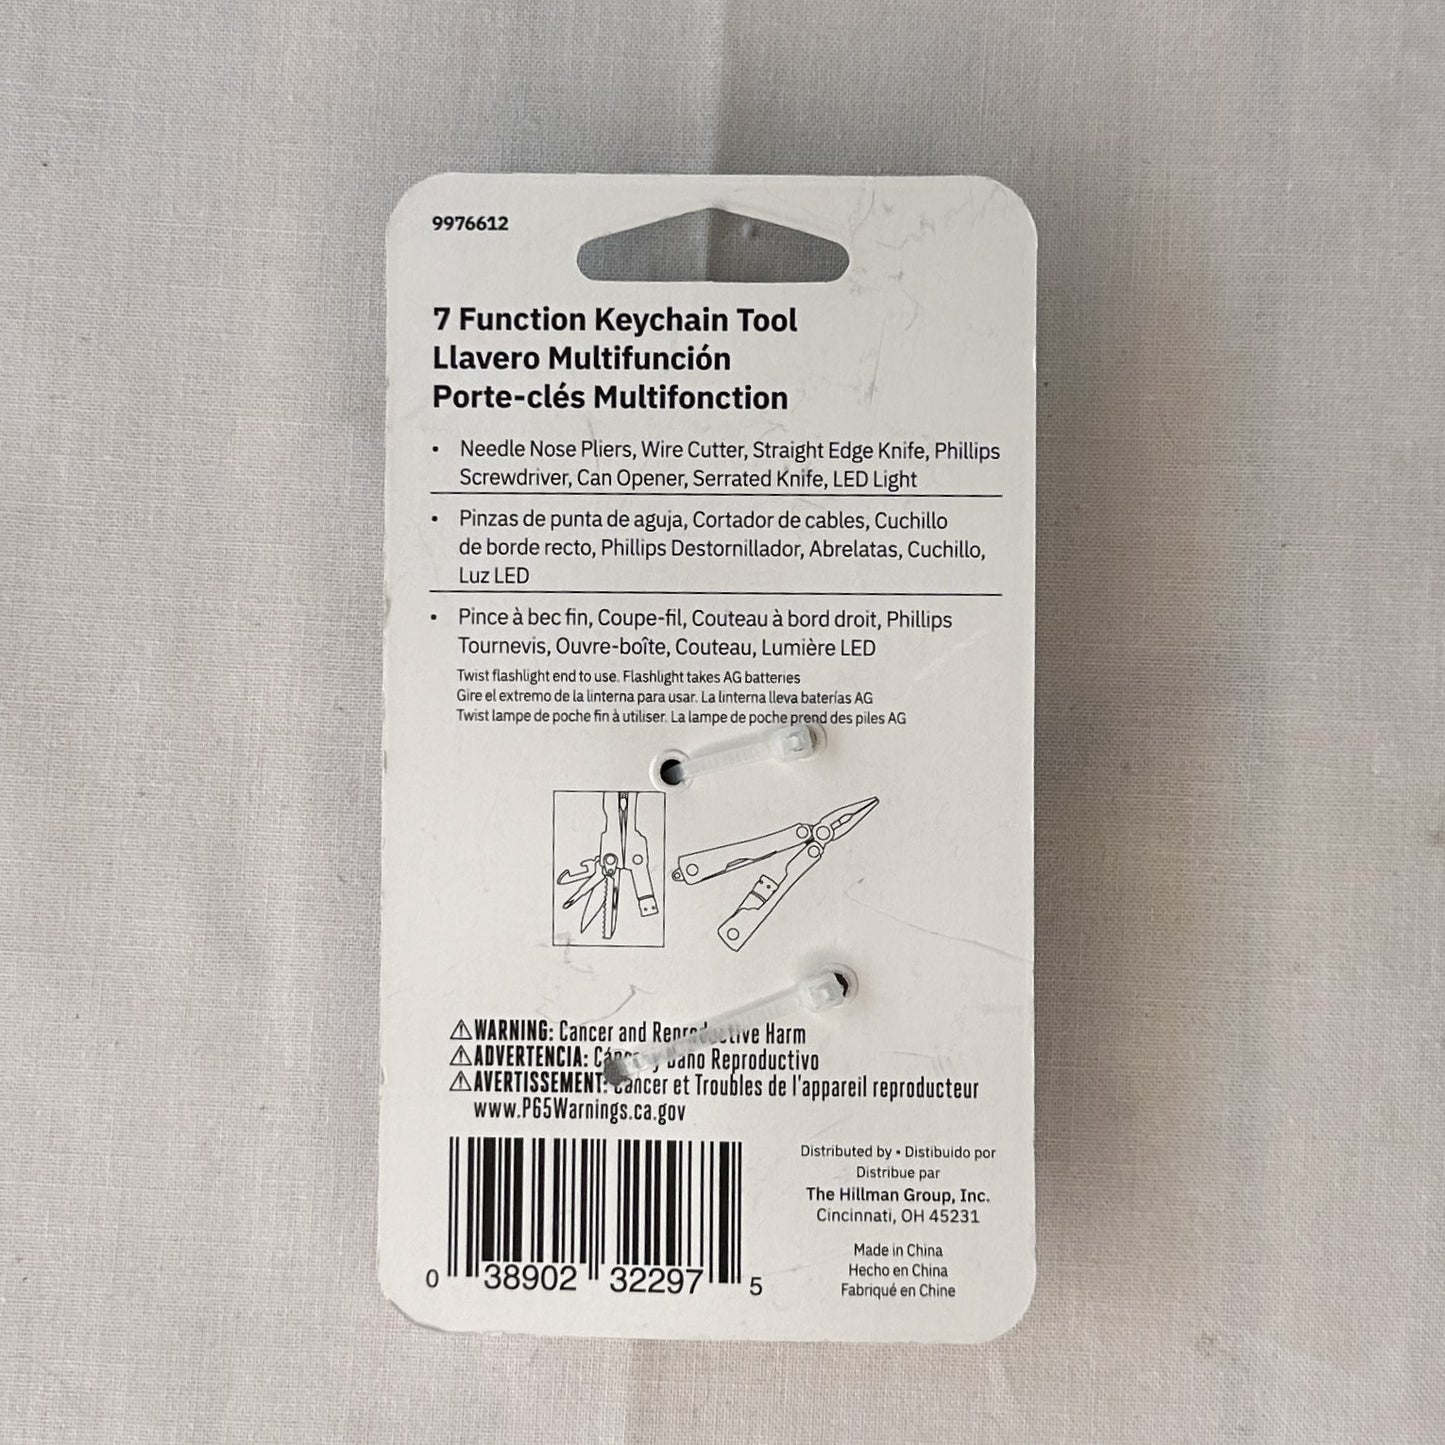 9976612
7 Function Keychain Tool
Llavero Multifunción
Porte-clés Multifonction
• Needle Nose Pliers, Wire Cutter, Straight Edge Knife, Phillips
Screwdriver, Can Opener, Serrated Knife, LED Light
• Pinzas de punta de aguja, Cortador de cables, Cuchillo
de borde recto, Phillips Destornillador, Abrelatas, Cuchillo,
Luz LED
• Pince à bec fin, Coupe-fil, Couteau à bord droit, Phillips
Tournevis, Ouvre-boîte, Couteau, Lumière LED
Twist flashlight end to use. Flashlight takes AG batteries
Gire el extremo de la linterna para usar. La linterna lleva baterías AG
Twist lampe de poche fin à utiliser. La lampe de poche prend des piles AG
⚠WARNING: Cancer and Reproductive Harm
⚠ADVERTENCIA: Cáncer y Dano Reproductivo
⚠AVERTISSEMENT: Cancer et Troubles de l'appareil reproducteur
www.P65Warnings.ca.gov
0 38902 32297 5
Distributed by • Distibuido por
Distribue par
The Hillman Group, Inc.
Cincinnati, OH 45231
Made in China
Hecho en China
Fabriqué en Chine